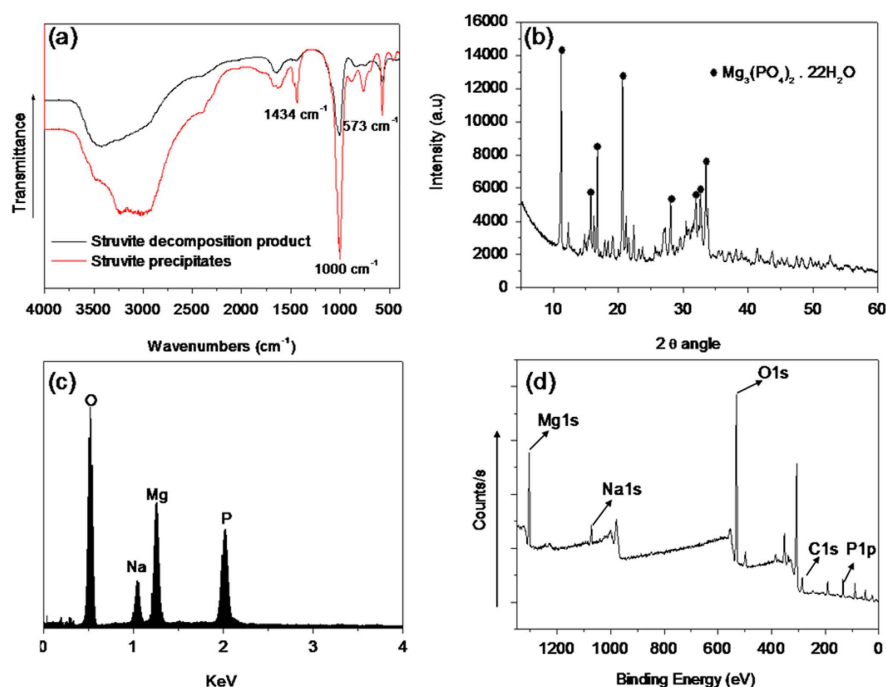 (a)
Transmittance
1434 cm⁻¹
573 cm⁻¹
Struvite decomposition product
Struvite precipitates
1000 cm⁻¹
4000 3500 3000 2500 2000 1500 1000 500
Wavenumbers (cm⁻¹)
(b)
Intensity (a.u)
16000
14000
12000
10000
8000
6000
4000
2000
0
Mg₃(PO₄)₂ . 22H₂O
10 20 30 40 50 60
2 θ angle
(c)
O
Na
Mg
P
0 1 2 3 4
KeV
(d)
Counts/s
O1s
Mg1s
Na1s
C1s
P1p
1200 1000 800 600 400 200 0
Binding Energy (eV)